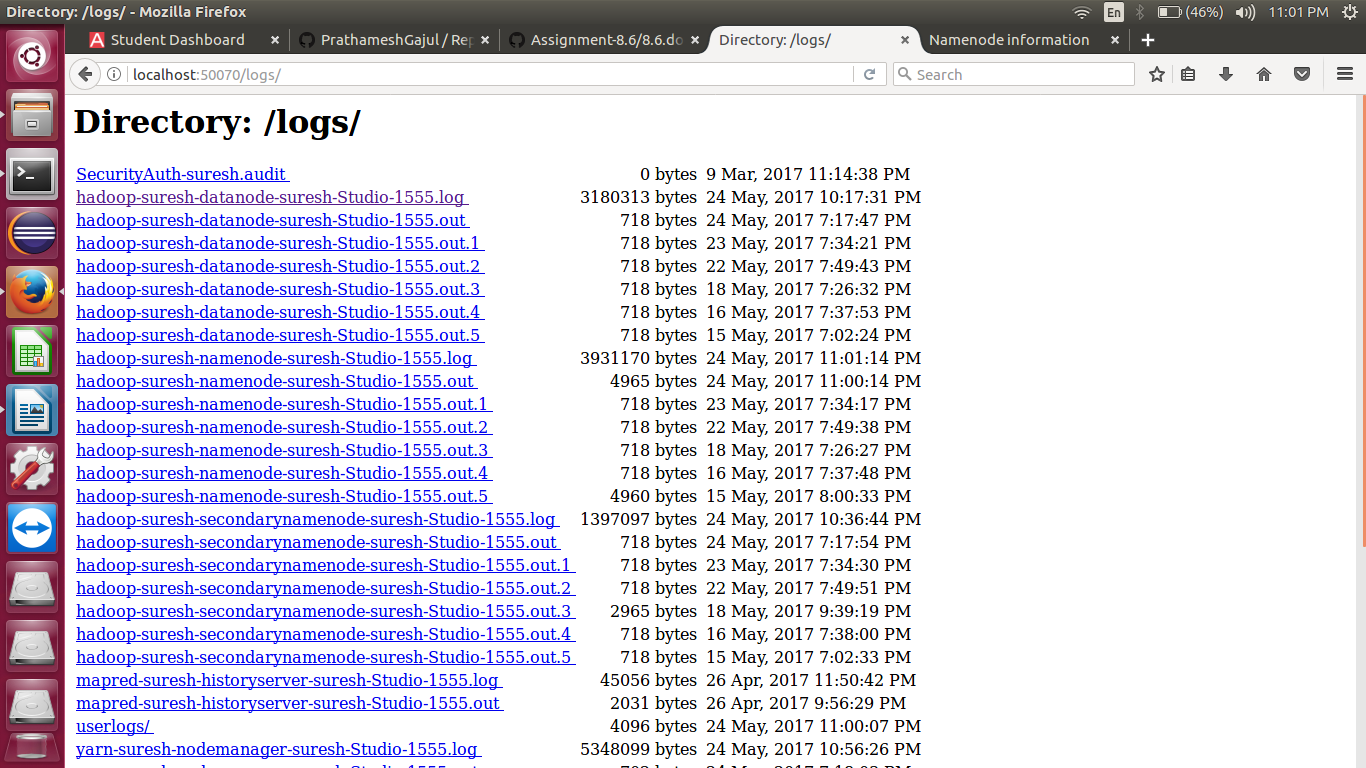 Directory: /logs/ - Mozilla Firefox
En
(46%)
11:01 PM
Student Dashboard
PrathameshGajul / Rep
Assignment-8.6/8.6.do
Directory: /logs/
Namenode information
localhost:50070/logs/
Search
Directory: /logs/
SecurityAuth-suresh.audit 0 bytes 9 Mar, 2017 11:14:38 PM
hadoop-suresh-datanode-suresh-Studio-1555.log 3180313 bytes 24 May, 2017 10:17:31 PM
hadoop-suresh-datanode-suresh-Studio-1555.out 718 bytes 24 May, 2017 7:17:47 PM
hadoop-suresh-datanode-suresh-Studio-1555.out.1 718 bytes 23 May, 2017 7:34:21 PM
hadoop-suresh-datanode-suresh-Studio-1555.out.2 718 bytes 22 May, 2017 7:49:43 PM
hadoop-suresh-datanode-suresh-Studio-1555.out.3 718 bytes 18 May, 2017 7:26:32 PM
hadoop-suresh-datanode-suresh-Studio-1555.out.4 718 bytes 16 May, 2017 7:37:53 PM
hadoop-suresh-datanode-suresh-Studio-1555.out.5 718 bytes 15 May, 2017 7:02:24 PM
hadoop-suresh-namenode-suresh-Studio-1555.log 3931170 bytes 24 May, 2017 11:01:14 PM
hadoop-suresh-namenode-suresh-Studio-1555.out 4965 bytes 24 May, 2017 11:00:14 PM
hadoop-suresh-namenode-suresh-Studio-1555.out.1 718 bytes 23 May, 2017 7:34:17 PM
hadoop-suresh-namenode-suresh-Studio-1555.out.2 718 bytes 22 May, 2017 7:49:38 PM
hadoop-suresh-namenode-suresh-Studio-1555.out.3 718 bytes 18 May, 2017 7:26:27 PM
hadoop-suresh-namenode-suresh-Studio-1555.out.4 718 bytes 16 May, 2017 7:37:48 PM
hadoop-suresh-namenode-suresh-Studio-1555.out.5 4960 bytes 15 May, 2017 8:00:33 PM
hadoop-suresh-secondarynamenode-suresh-Studio-1555.log 1397097 bytes 24 May, 2017 10:36:44 PM
hadoop-suresh-secondarynamenode-suresh-Studio-1555.out 718 bytes 24 May, 2017 7:17:54 PM
hadoop-suresh-secondarynamenode-suresh-Studio-1555.out.1 718 bytes 23 May, 2017 7:34:30 PM
hadoop-suresh-secondarynamenode-suresh-Studio-1555.out.2 718 bytes 22 May, 2017 7:49:51 PM
hadoop-suresh-secondarynamenode-suresh-Studio-1555.out.3 2965 bytes 18 May, 2017 9:39:19 PM
hadoop-suresh-secondarynamenode-suresh-Studio-1555.out.4 718 bytes 16 May, 2017 7:38:00 PM
hadoop-suresh-secondarynamenode-suresh-Studio-1555.out.5 718 bytes 15 May, 2017 7:02:33 PM
mapred-suresh-historyserver-suresh-Studio-1555.log 45056 bytes 26 Apr, 2017 11:50:42 PM
mapred-suresh-historyserver-suresh-Studio-1555.out 2031 bytes 26 Apr, 2017 9:56:29 PM
userlogs/ 4096 bytes 24 May, 2017 11:00:07 PM
yarn-suresh-nodemanager-suresh-Studio-1555.log 5348099 bytes 24 May, 2017 10:56:26 PM